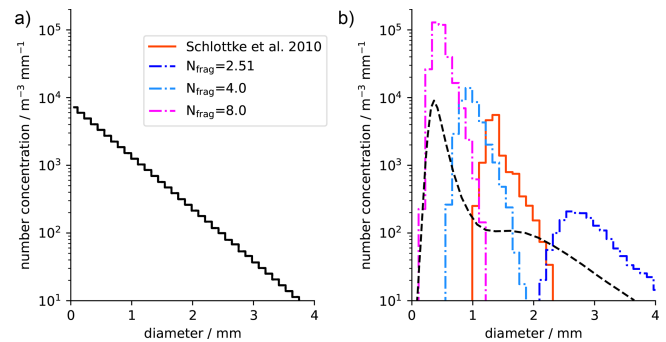 a)
number concentration / m⁻³ mm⁻¹
10⁵
10⁴
10³
10²
10¹
0 1 2 3 4
diameter / mm
Schlottke et al. 2010
N_frag=2.51
N_frag=4.0
N_frag=8.0
b)
number concentration / m⁻³ mm⁻¹
10⁵
10⁴
10³
10²
10¹
0 1 2 3 4
diameter / mm